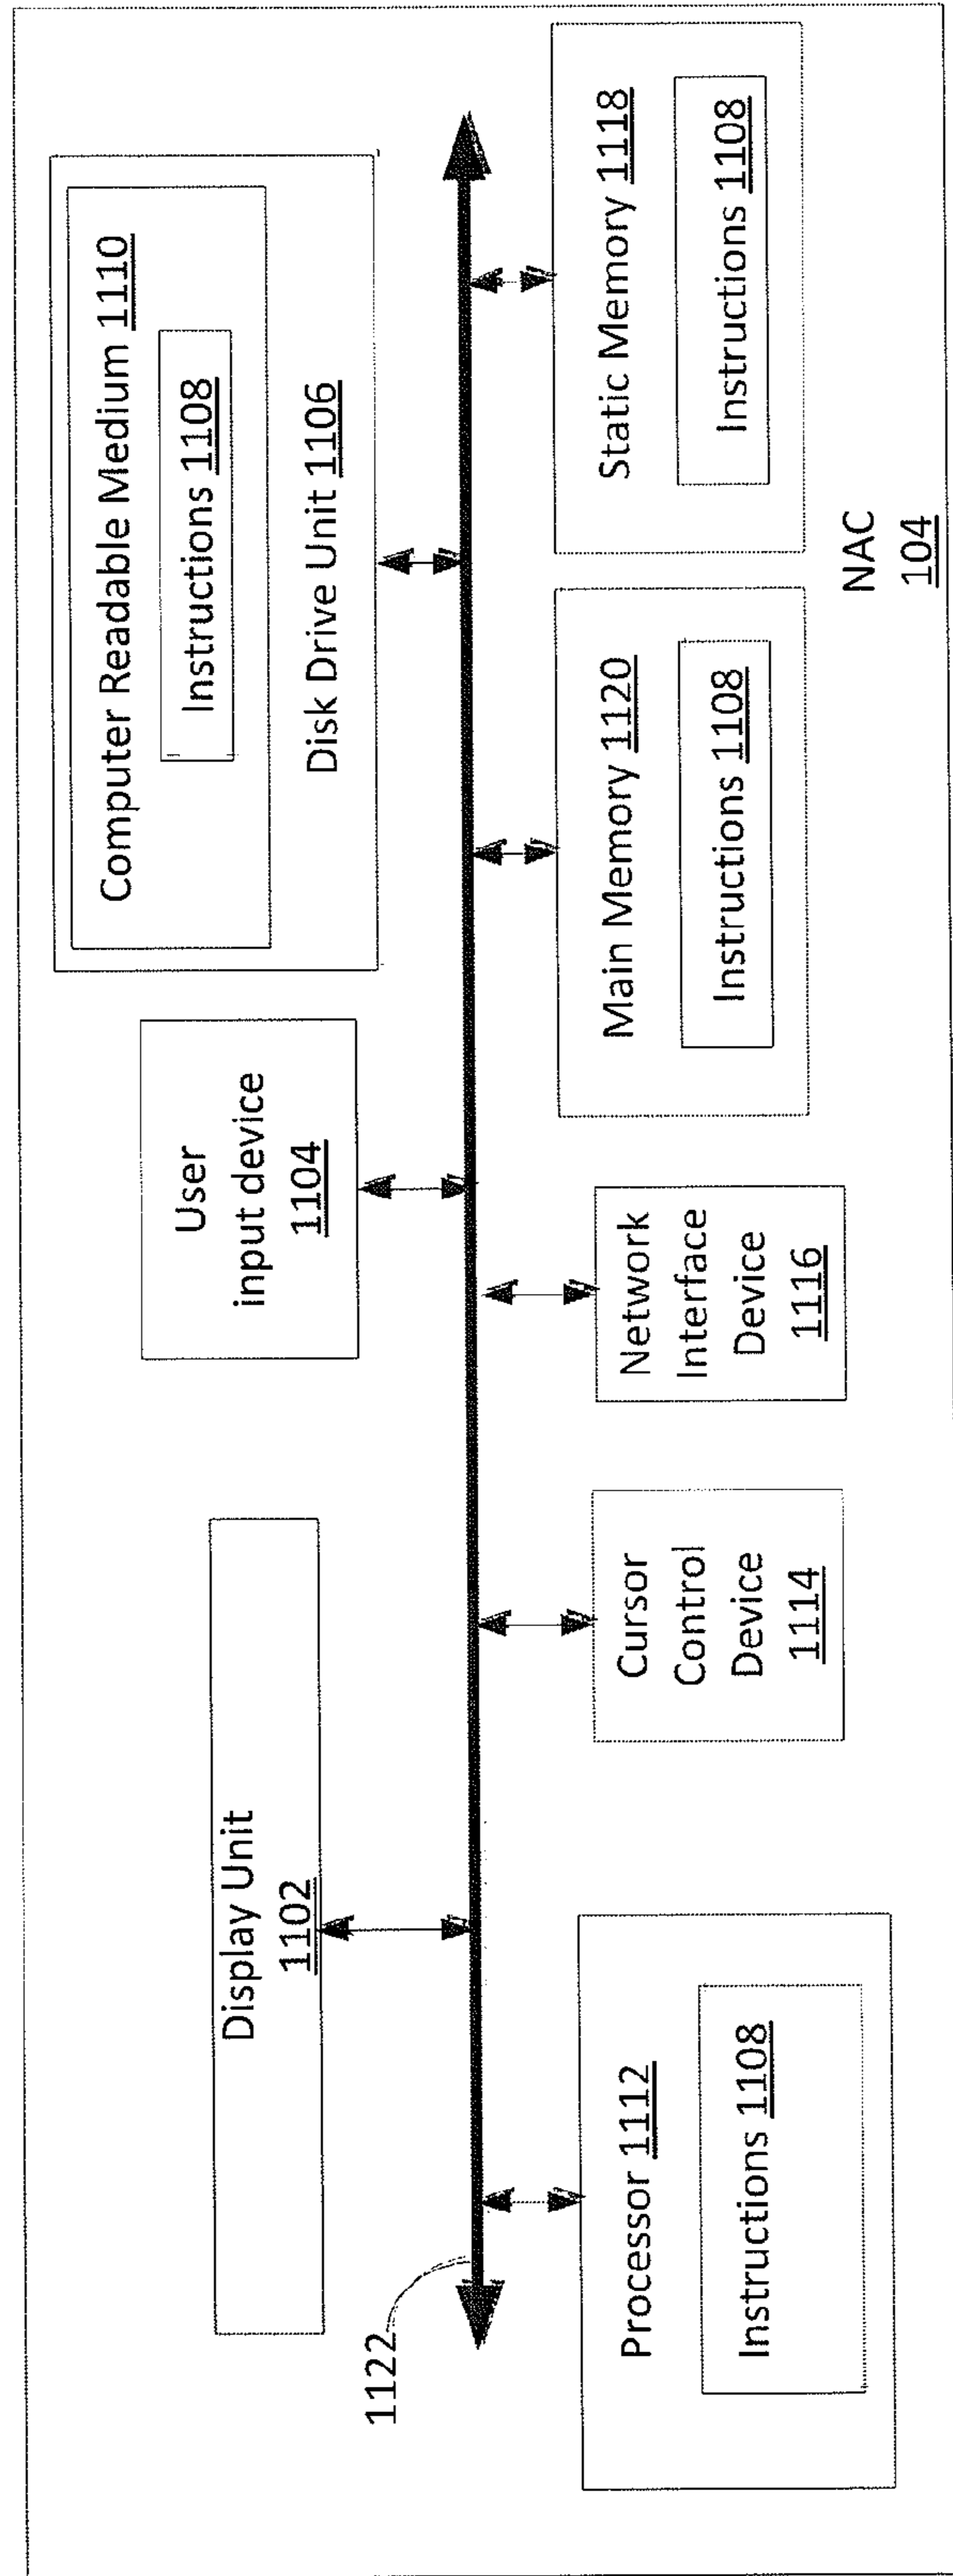 Display Unit
1102
User
input device
1104
Computer Readable Medium 1110
Instructions 1108
Disk Drive Unit 1106
1122
Processor 1112
Instructions 1108
Cursor
Control
Device
1114
Network
Interface
Device
1116
Main Memory 1120
Instructions 1108
Static Memory 1118
Instructions 1108
NAC
104